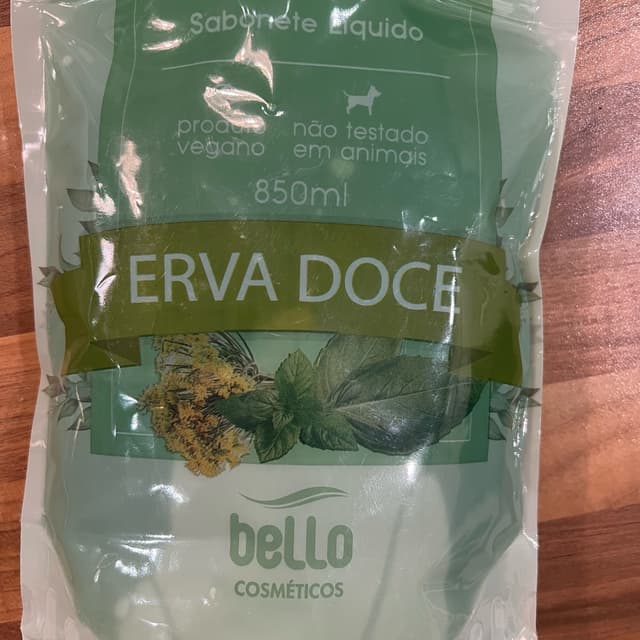 Sabonete Líquido
produto não testado
vegano em animais
850ml
ERVA DOCE
bello
COSMÉTICOS